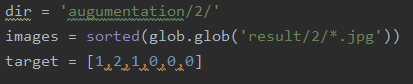 dir = 'augumentation/2/'
images = sorted(glob.glob('result/2/*.jpg'))
target = [1,2,1,0,0,0]